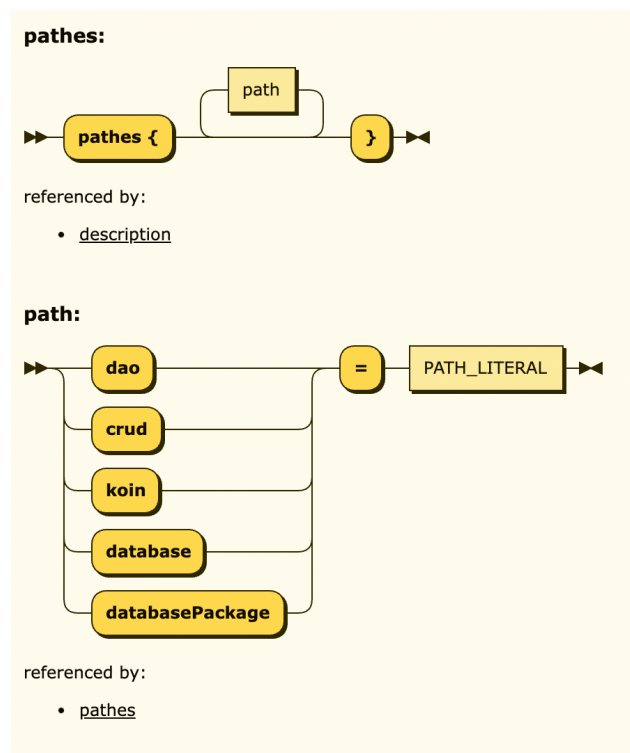 pathes:
path
pathes { }
referenced by:
• description
path:
dao = PATH_LITERAL
crud
koin
database
databasePackage
referenced by:
• pathes